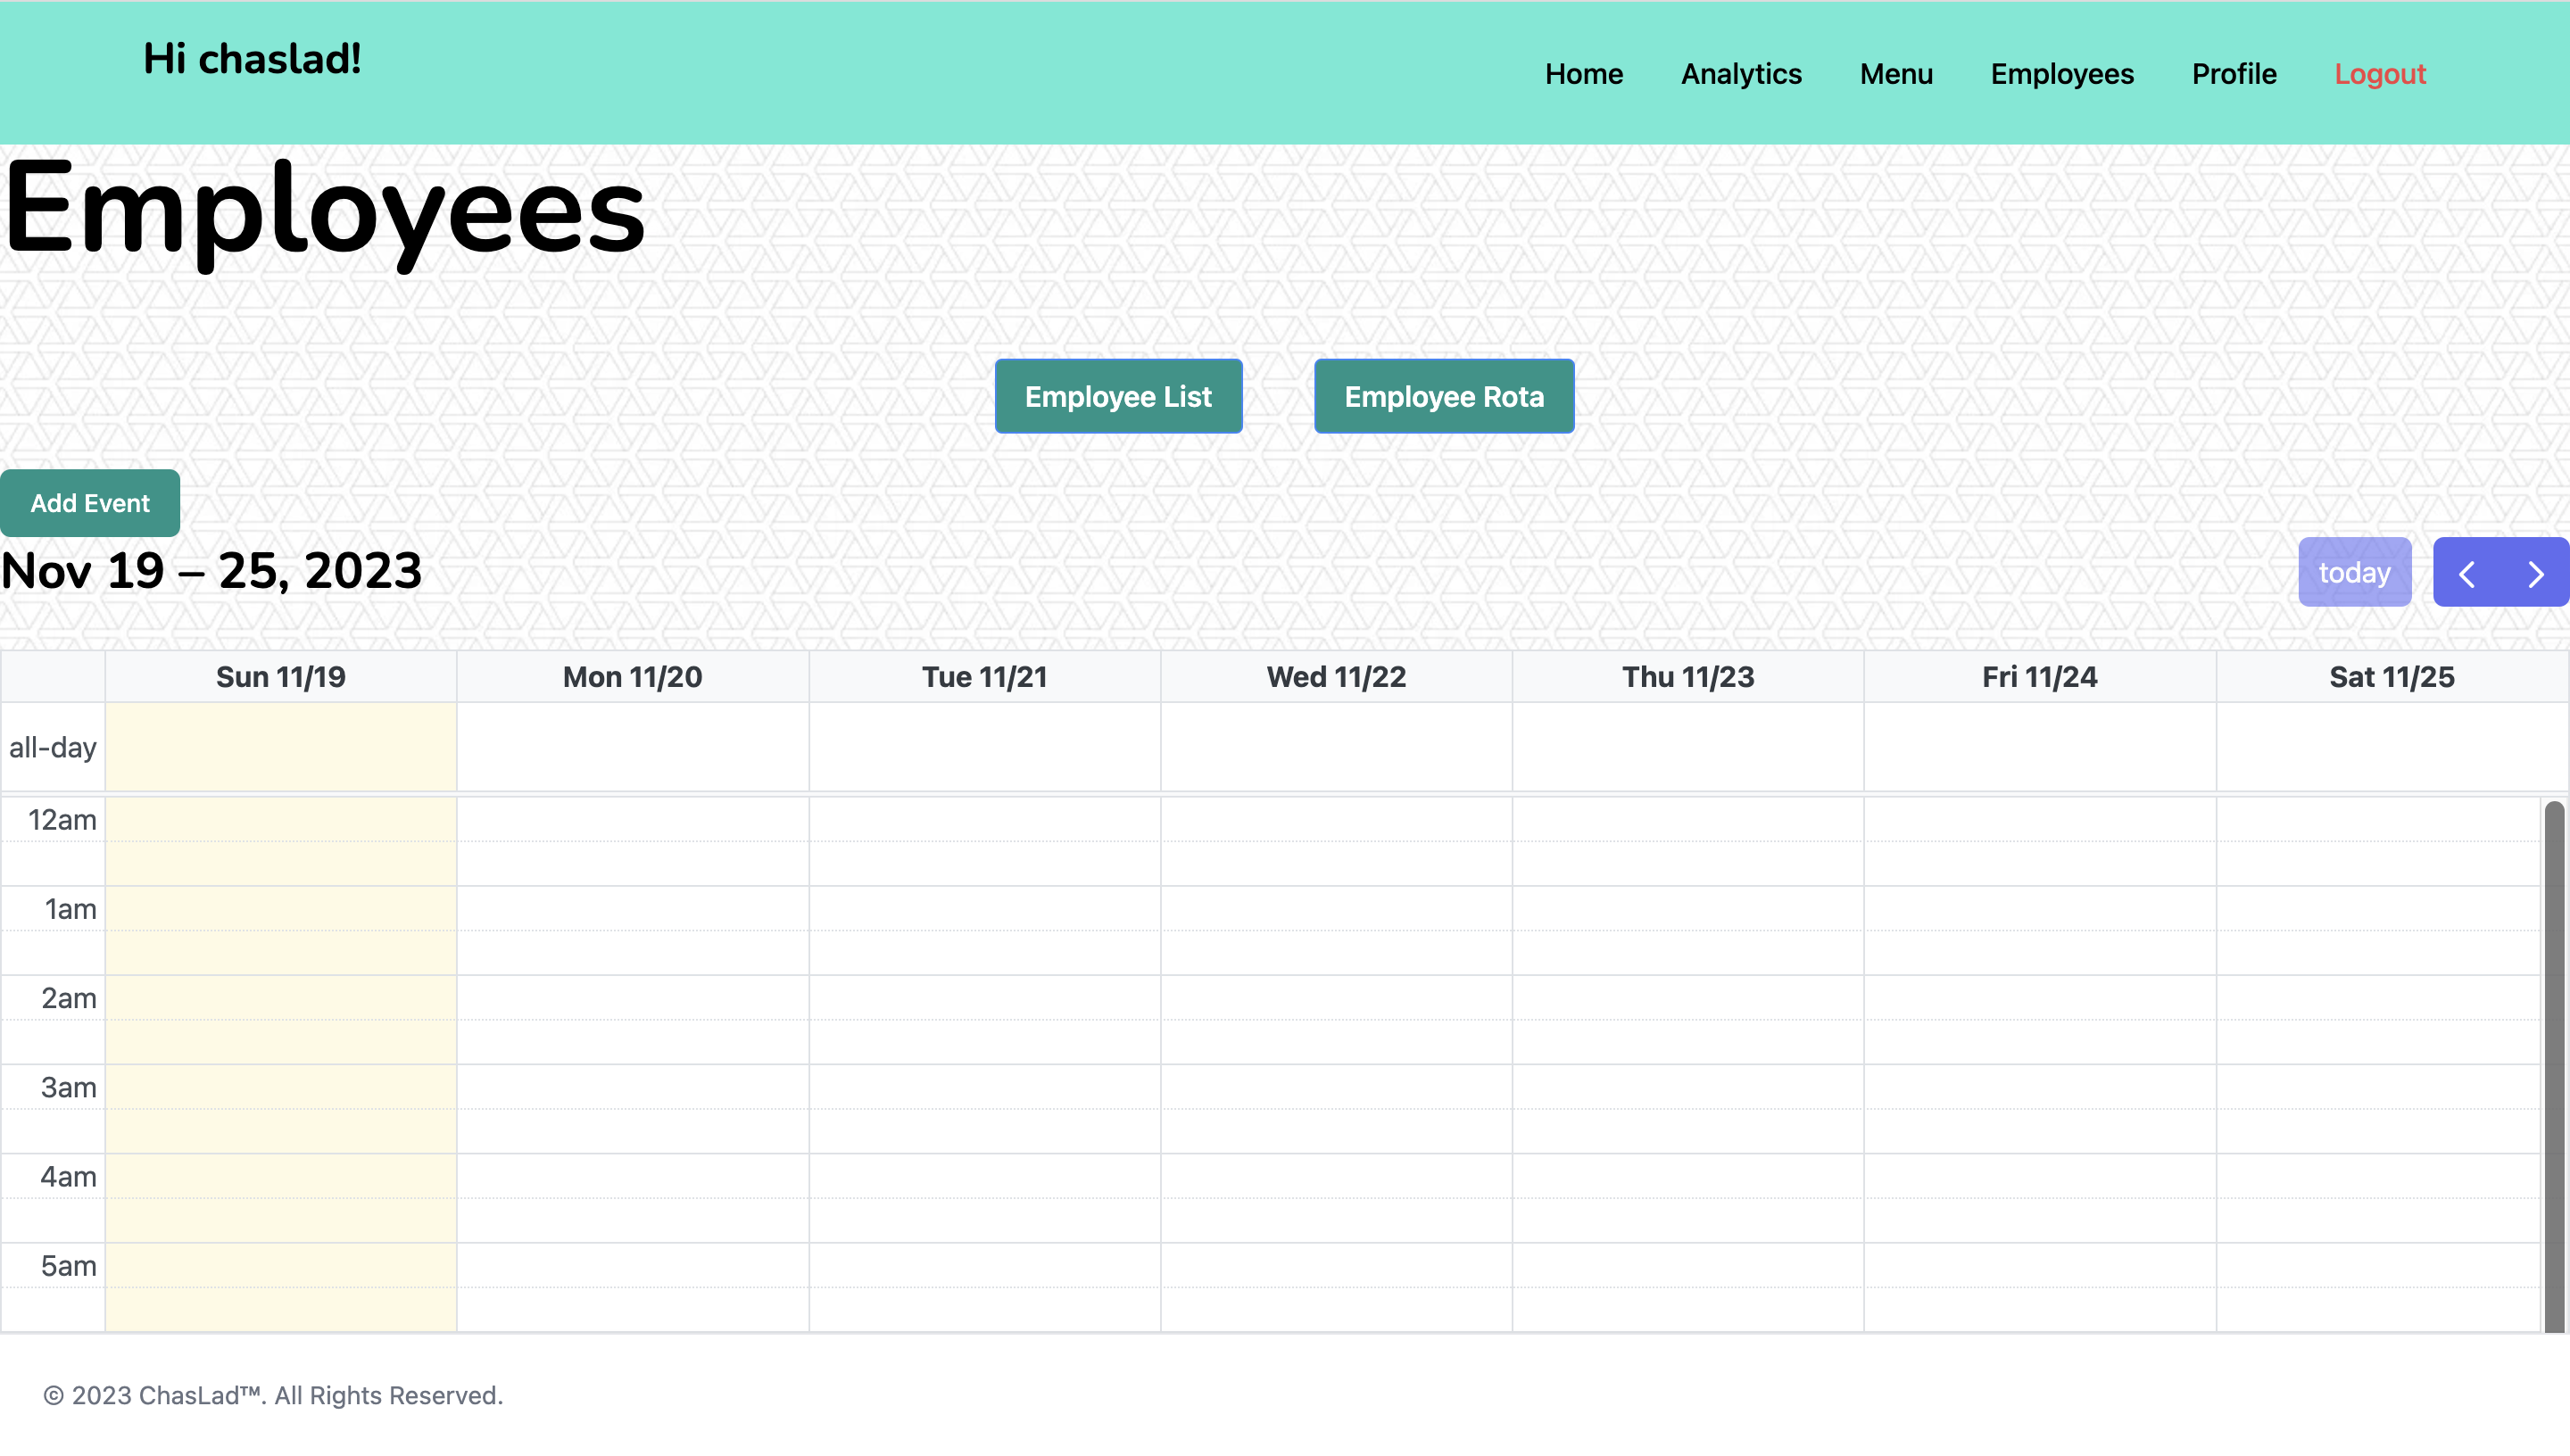 Hi chaslad!
Home Analytics Menu Employees Profile Logout
Employees
Employee List Employee Rota
Add Event
Nov 19 – 25, 2023
today
Sun 11/19 Mon 11/20 Tue 11/21 Wed 11/22 Thu 11/23 Fri 11/24 Sat 11/25
all-day
12am
1am
2am
3am
4am
5am
© 2023 ChasLad™. All Rights Reserved.